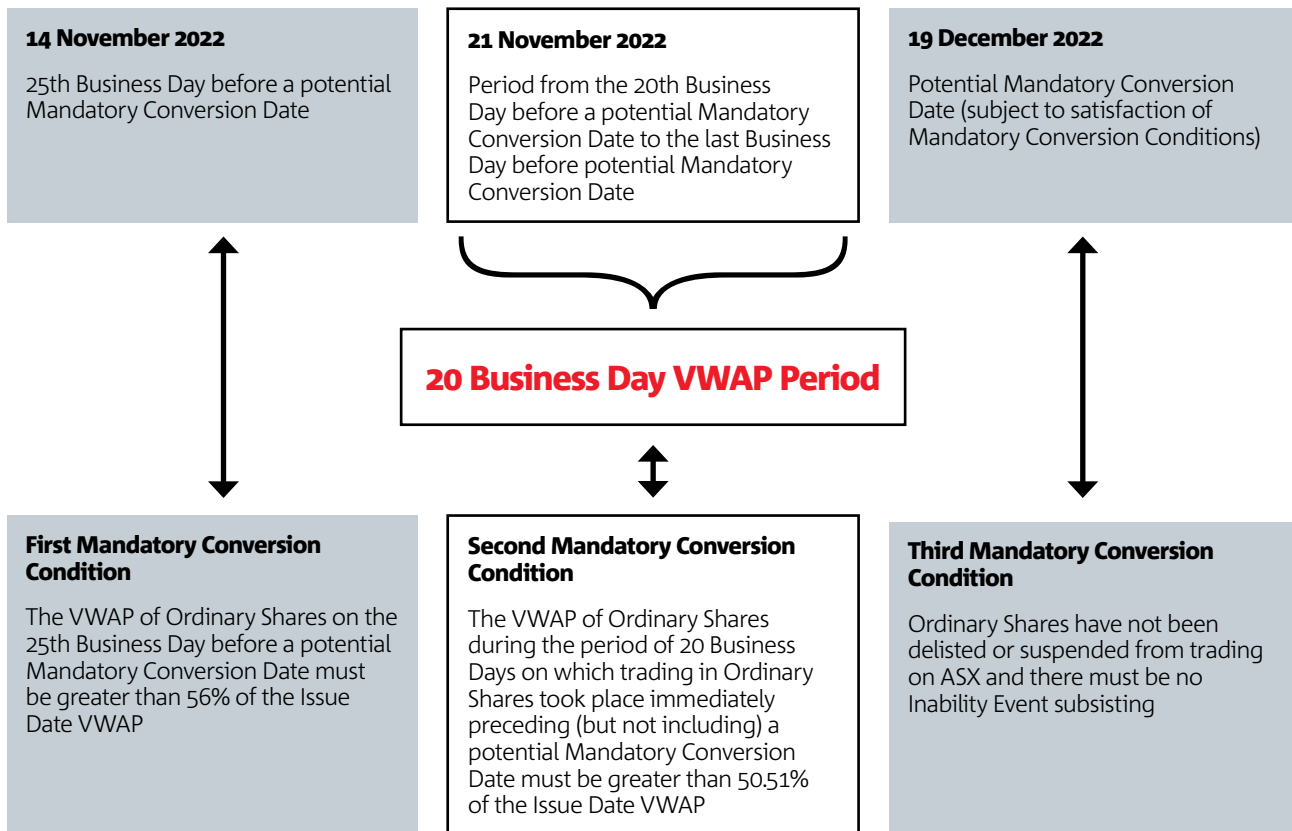 14 November 2022
25th Business Day before a potential
Mandatory Conversion Date
21 November 2022
Period from the 20th Business
Day before a potential Mandatory
Conversion Date to the last Business
Day before potential Mandatory
Conversion Date
19 December 2022
Potential Mandatory Conversion
Date (subject to satisfaction of
Mandatory Conversion Conditions)
20 Business Day VWAP Period
First Mandatory Conversion
Condition
The VWAP of Ordinary Shares on the
25th Business Day before a potential
Mandatory Conversion Date must
be greater than 56% of the Issue
Date VWAP
Second Mandatory Conversion
Condition
The VWAP of Ordinary Shares
during the period of 20 Business
Days on which trading in Ordinary
Shares took place immediately
preceding (but not including) a
potential Mandatory Conversion
Date must be greater than 50.51%
of the Issue Date VWAP
Third Mandatory Conversion
Condition
Ordinary Shares have not been
delisted or suspended from trading
on ASX and there must be no
Inability Event subsisting